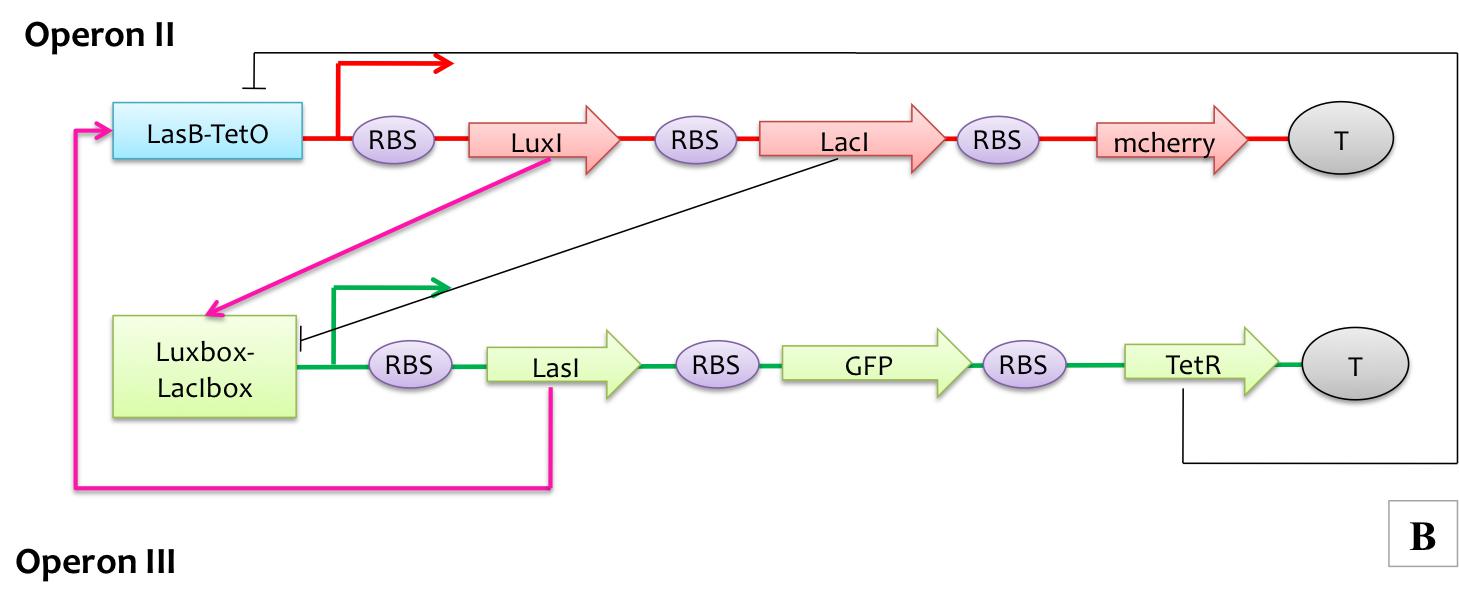 Operon II
LasB-TetO
RBS
LuxI
RBS
LacI
RBS
mcherry
T
Luxbox-
LacIbox
RBS
LasI
RBS
GFP
RBS
TetR
T
B
Operon III